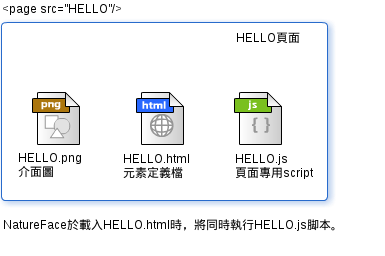 <page src="HELLO"/>
HELLO頁面
png
html
js
HELLO.png
介面圖
HELLO.html
元素定義檔
HELLO.js
頁面專用script
NatureFace於載入HELLO.html時，將同時執行HELLO.js脚本。